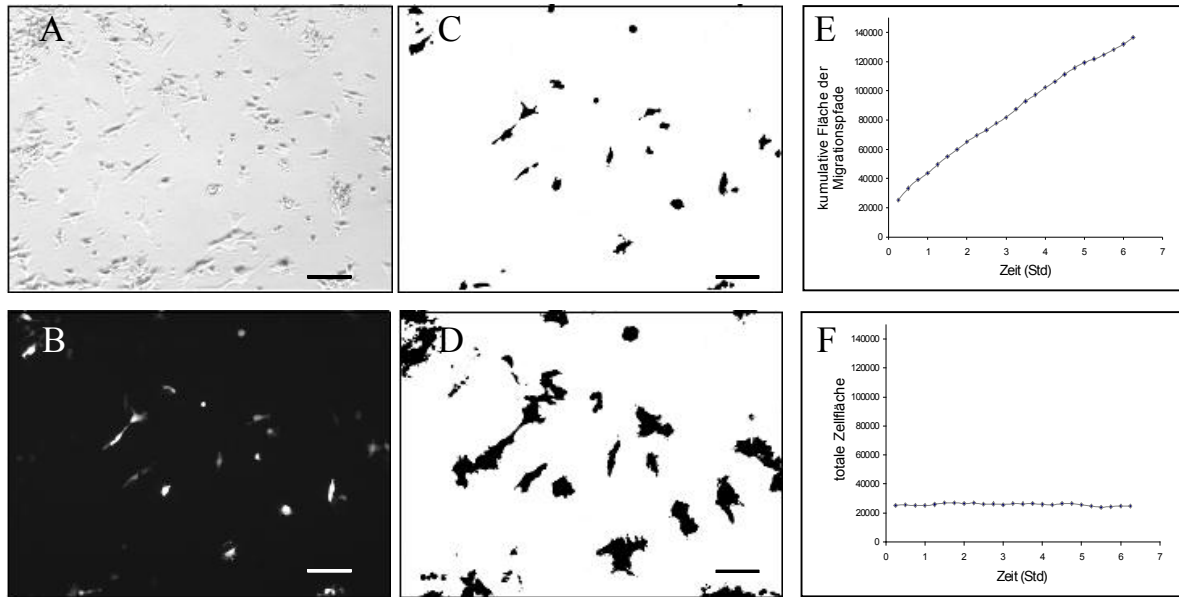 A
B
C
D
E
140000
120000
100000
80000
60000
40000
20000
0
0 1 2 3 4 5 6 7
kumulative Fläche der
Migrationspfade
Zeit (Std)
F
140000
120000
100000
80000
60000
40000
20000
0
0 1 2 3 4 5 6 7
totale Zellfläche
Zeit (Std)